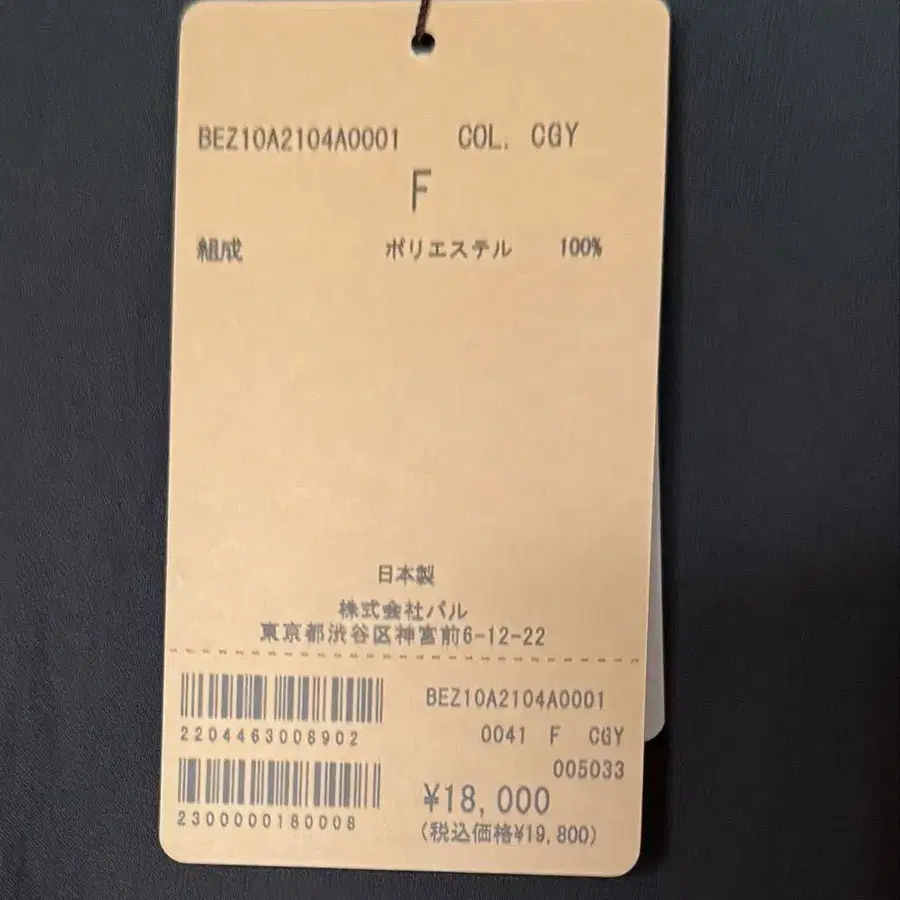 BEZ10A2104A0001 COL. CGY
F
組成 ポリエステル 100%
日本製
株式会社パル
東京都渋谷区神宮前6-12-22
BEZ10A2104A0001
2204463008902
0041 F CGY
005033
2300000180008
¥18,000
(税込価格¥19,800)